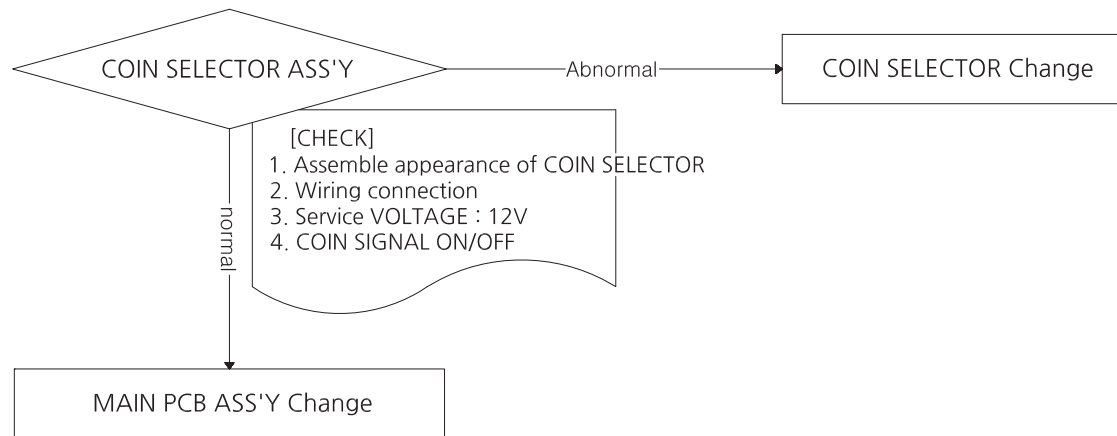 COIN SELECTOR ASS'Y
Abnormal
COIN SELECTOR Change
[CHECK]
1. Assemble appearance of COIN SELECTOR
2. Wiring connection
3. Service VOLTAGE : 12V
4. COIN SIGNAL ON/OFF
normal
MAIN PCB ASS'Y Change